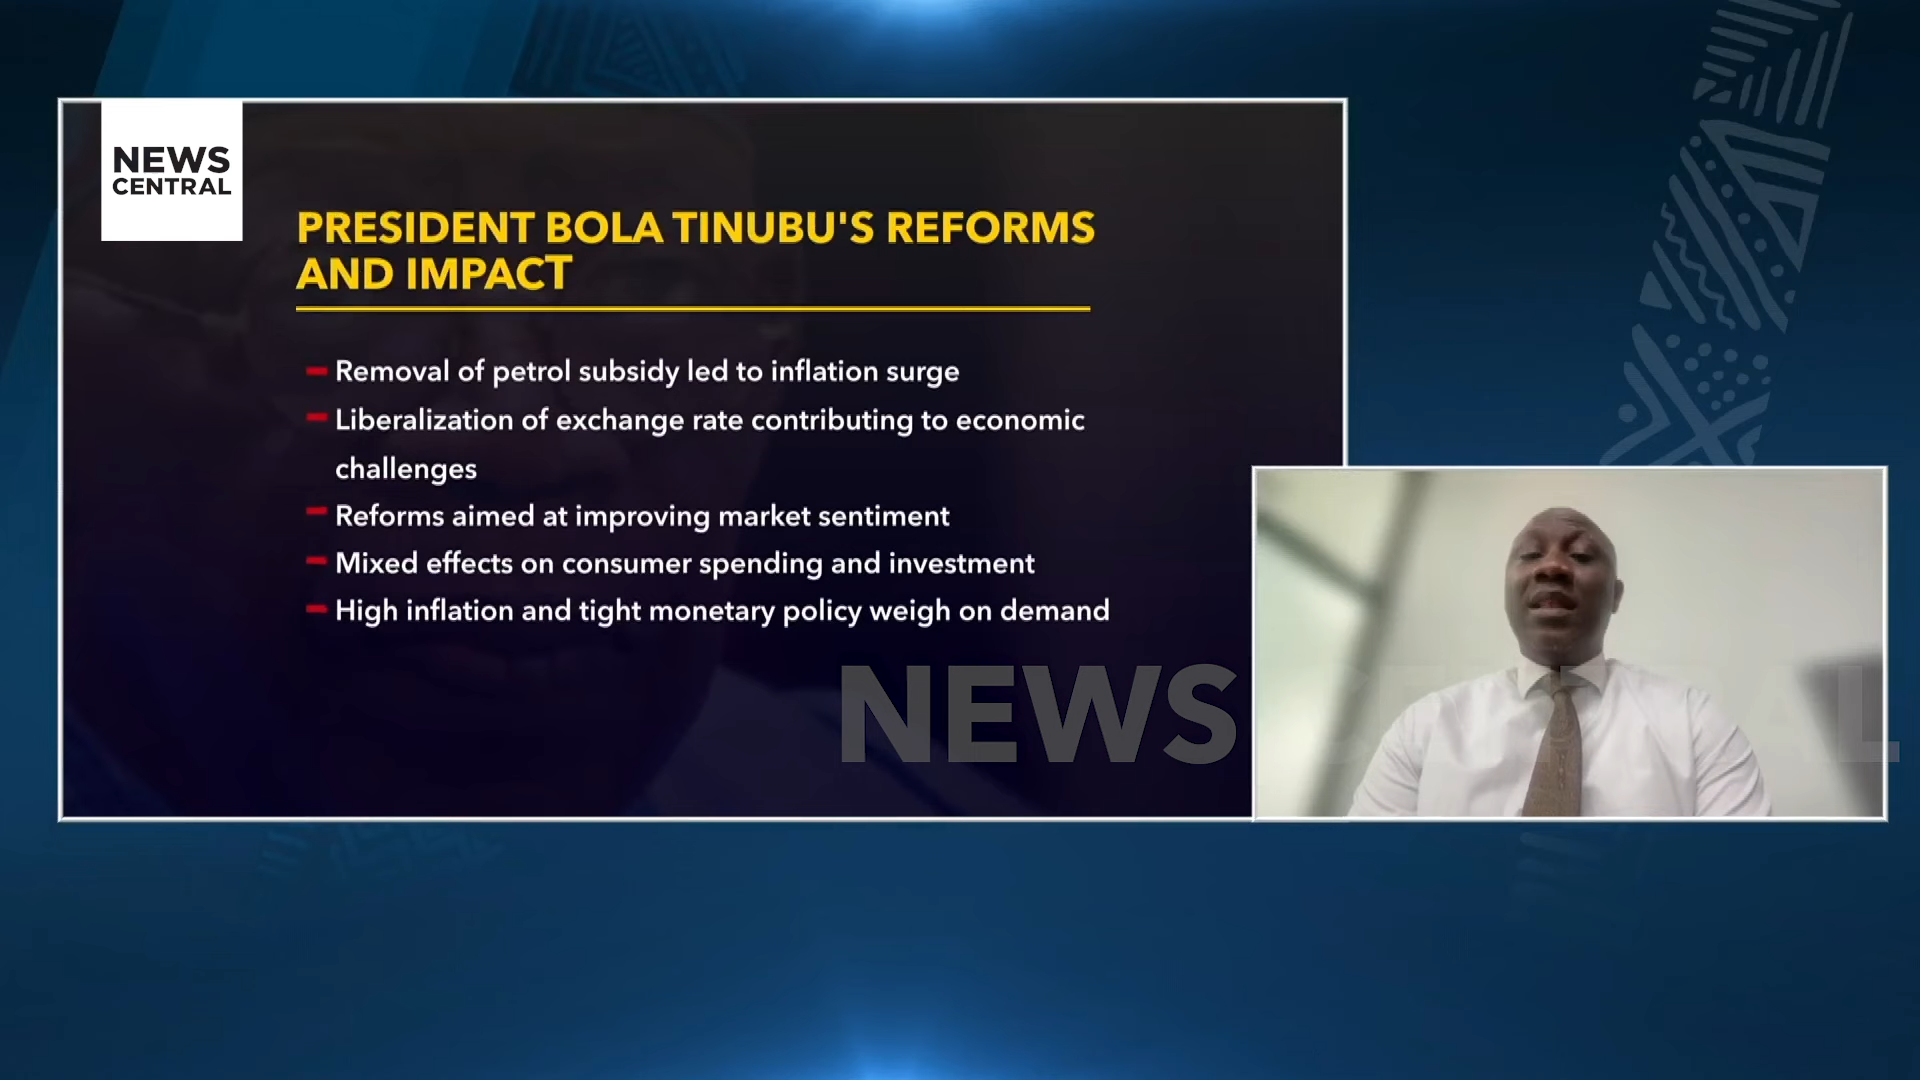 NEWS
CENTRAL
PRESIDENT BOLA TINUBU'S REFORMS
AND IMPACT
Removal of petrol subsidy led to inflation surge
Liberalization of exchange rate contributing to economic
challenges
Reforms aimed at improving market sentiment
Mixed effects on consumer spending and investment
High inflation and tight monetary policy weigh on demand
NEWS CENTRAL